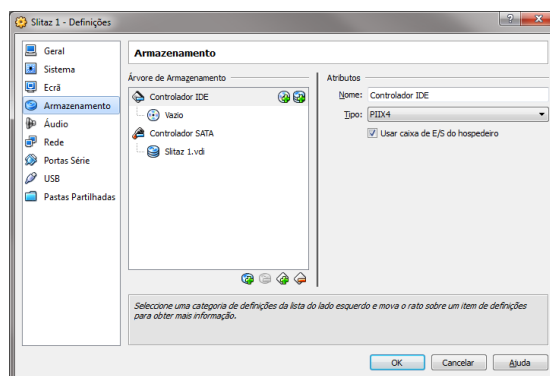 Slitaz 1 - Definições
Geral
Sistema
Ecrã
Armazenamento
Áudio
Rede
Portas Série
USB
Pastas Partilhadas
Armazenamento
Árvore de Armazenamento
Controlador IDE
Vazio
Controlador SATA
Slitaz 1.vdi
Atributos
Nome: Controlador IDE
Tipo: PIIX4
Usar caixa de E/S do hospedeiro
Seleccione uma categoria de definições da lista do lado esquerdo e mova o rato sobre um item de definições
para obter mais informação.
OK Cancelar Ajuda